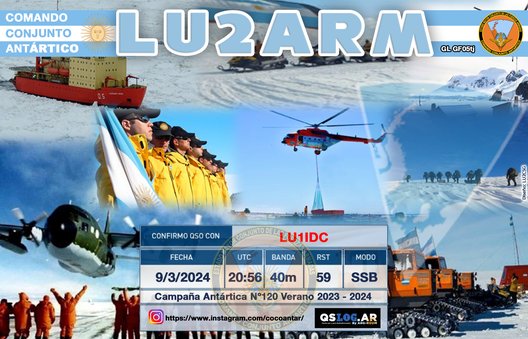 COMANDO
CONJUNTO
ANTÁRTICO
LU2ARM
GL GF05tj
CONFIRMO QSO CON
LU1IDC
FECHA UTC BANDA RST MODO
9/3/2024 20:56 40m 59 SSB
Campaña Antártica N°120 Verano 2023 - 2024
https://www.instagram.com/cocoantar/
QSLOG.AR